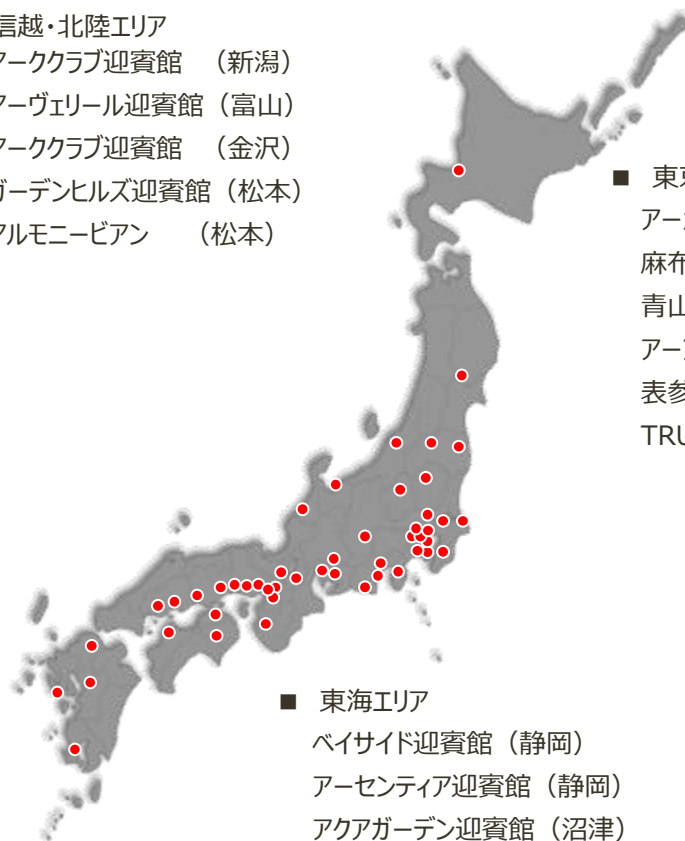 信越・北陸エリア
アーククラブ迎賓館 （新潟）
アーヴェリール迎賓館（富山）
アーククラブ迎賓館 （金沢）
ガーデンヒルズ迎賓館（松本）
アルモニービアン （松本）
■ 東
アー
麻布
青山
アー
表参
TRU
■ 東海エリア
ベイサイド迎賓館（静岡）
アーセンティア迎賓館（静岡）
アクアガーデン迎賓館（沼津）